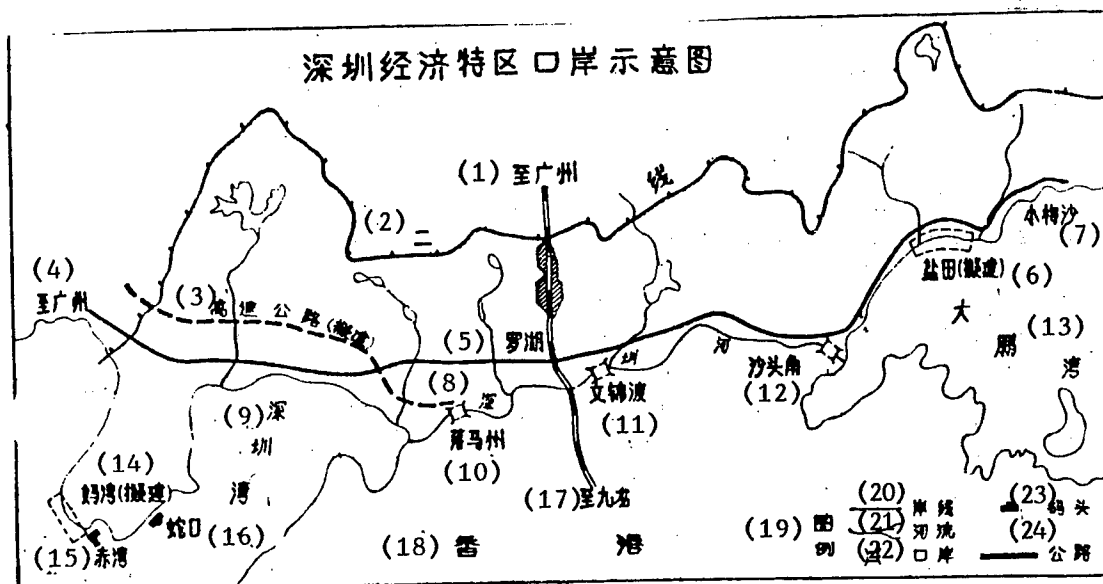 深圳经济特区口岸示意图
(1) 至广州
(2) 二 线
(3) 高速公路(拟建)
(4) 至广州
(5) 罗湖
(6) 盐田(拟建)
(7) 小梅沙
(8) 深 圳 河
(9) 深圳湾
(10) 落马州
(11) 文锦渡
(12) 沙头角
(13) 大鹏湾
(14) 妈湾(拟建)
(15) 赤湾
(16) 蛇口
(17) 至九龙
(18) 香 港
(19) 图例
(20) 岸线
(21) 河流
(22) 口岸
(23) 码头
(24) 公路